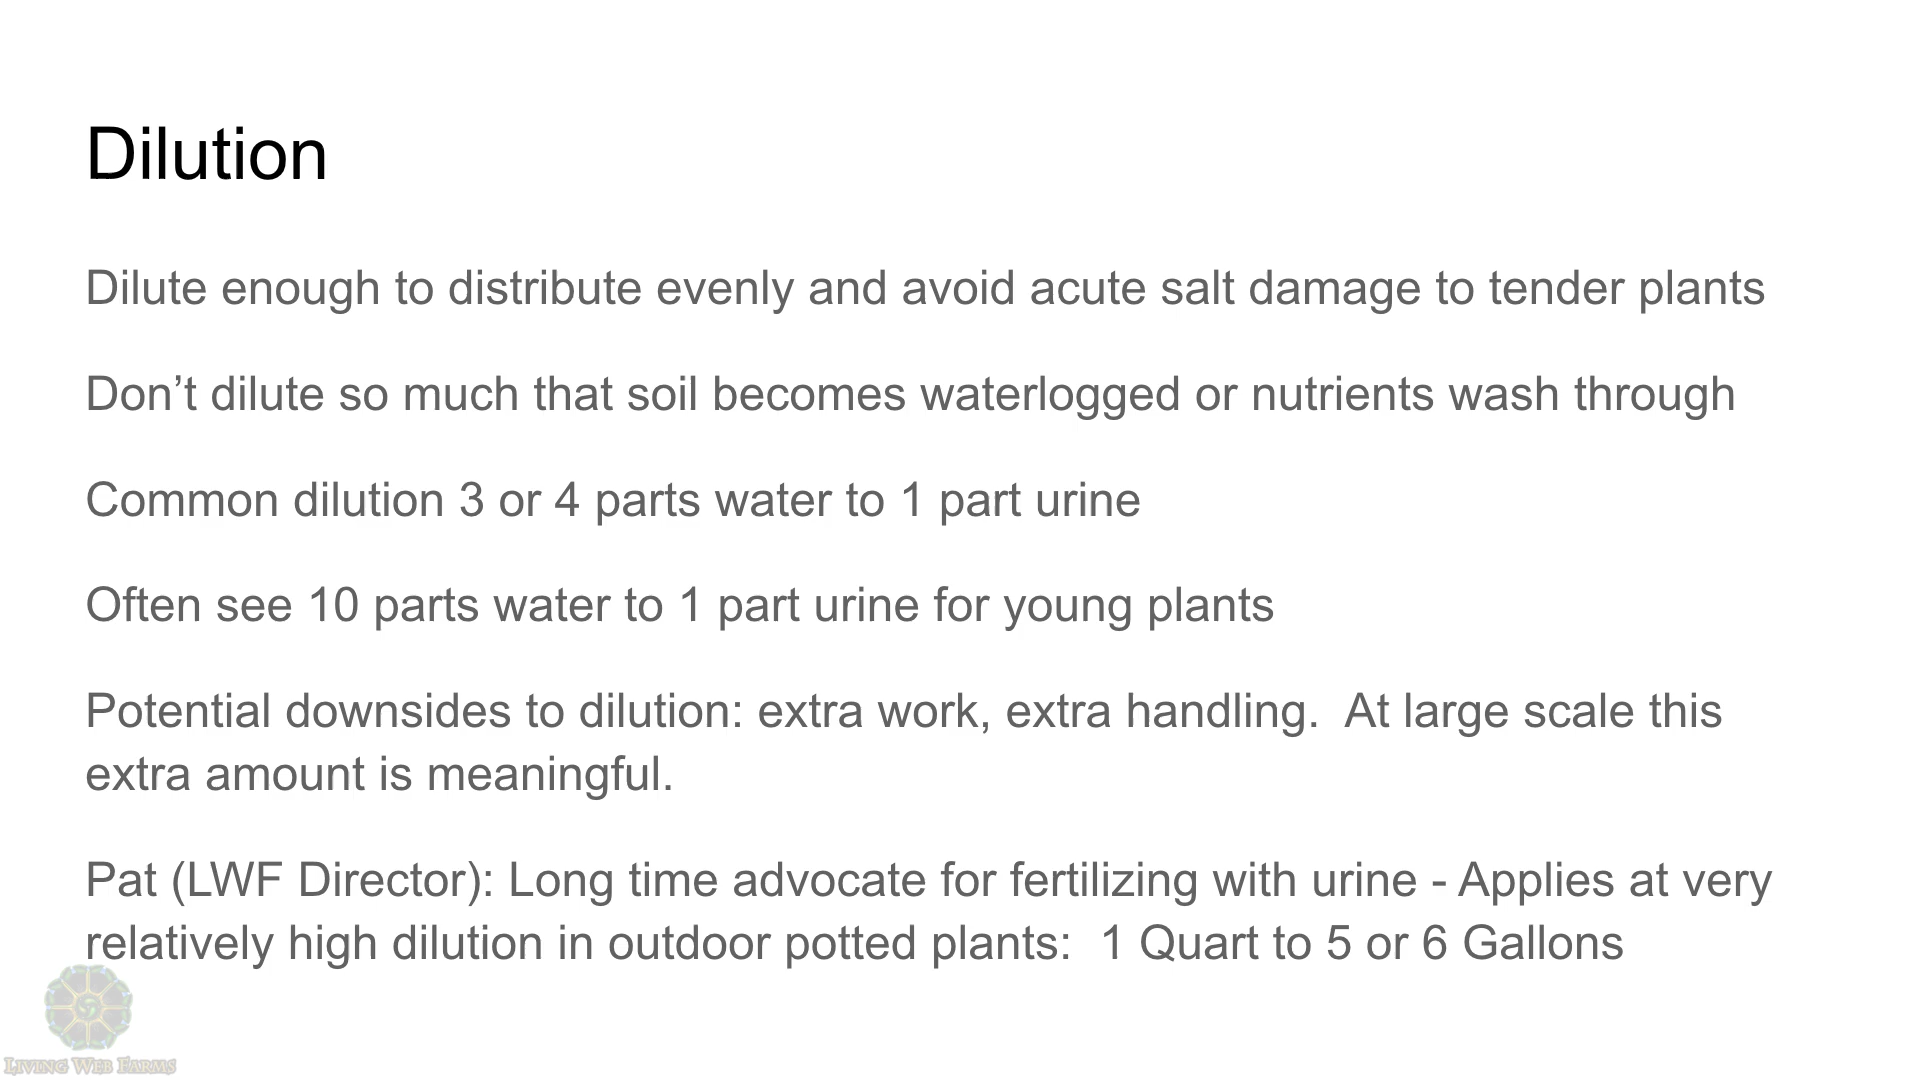 Dilution
Dilute enough to distribute evenly and avoid acute salt damage to tender plants
Don’t dilute so much that soil becomes waterlogged or nutrients wash through
Common dilution 3 or 4 parts water to 1 part urine
Often see 10 parts water to 1 part urine for young plants
Potential downsides to dilution: extra work, extra handling.  At large scale this
extra amount is meaningful.
Pat (LWF Director): Long time advocate for fertilizing with urine - Applies at very
relatively high dilution in outdoor potted plants:  1 Quart to 5 or 6 Gallons
LIVING WEB FARMS